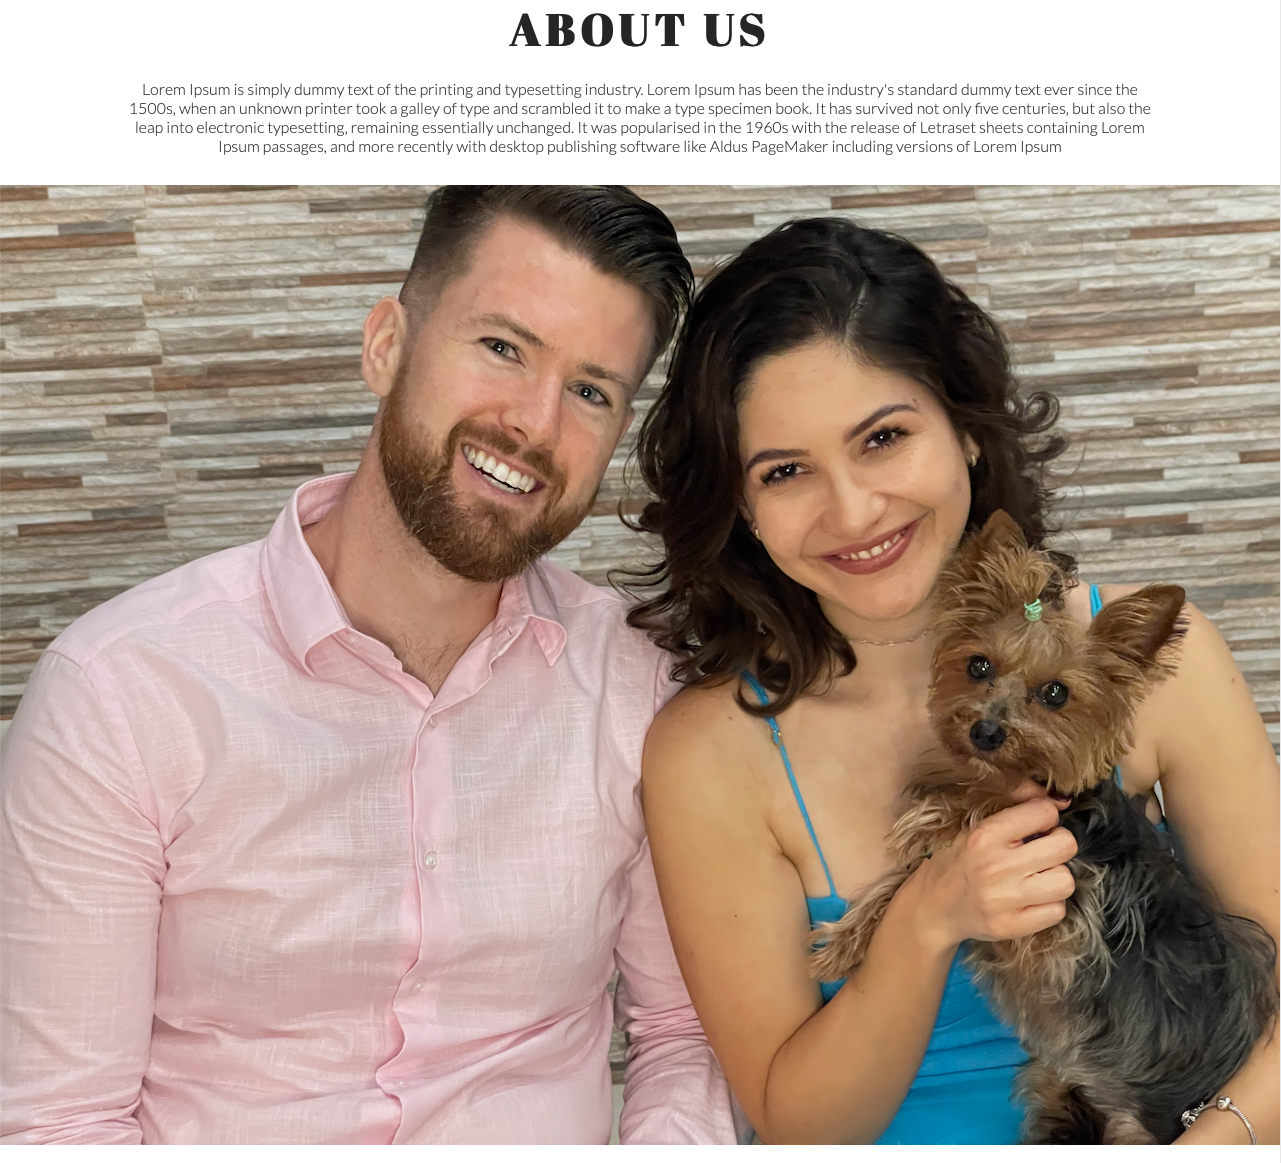 ABOUT US
Lorem Ipsum is simply dummy text of the printing and typesetting industry. Lorem Ipsum has been the industry's standard dummy text ever since the
1500s, when an unknown printer took a galley of type and scrambled it to make a type specimen book. It has survived not only five centuries, but also the
leap into electronic typesetting, remaining essentially unchanged. It was popularised in the 1960s with the release of Letraset sheets containing Lorem
Ipsum passages, and more recently with desktop publishing software like Aldus PageMaker including versions of Lorem Ipsum